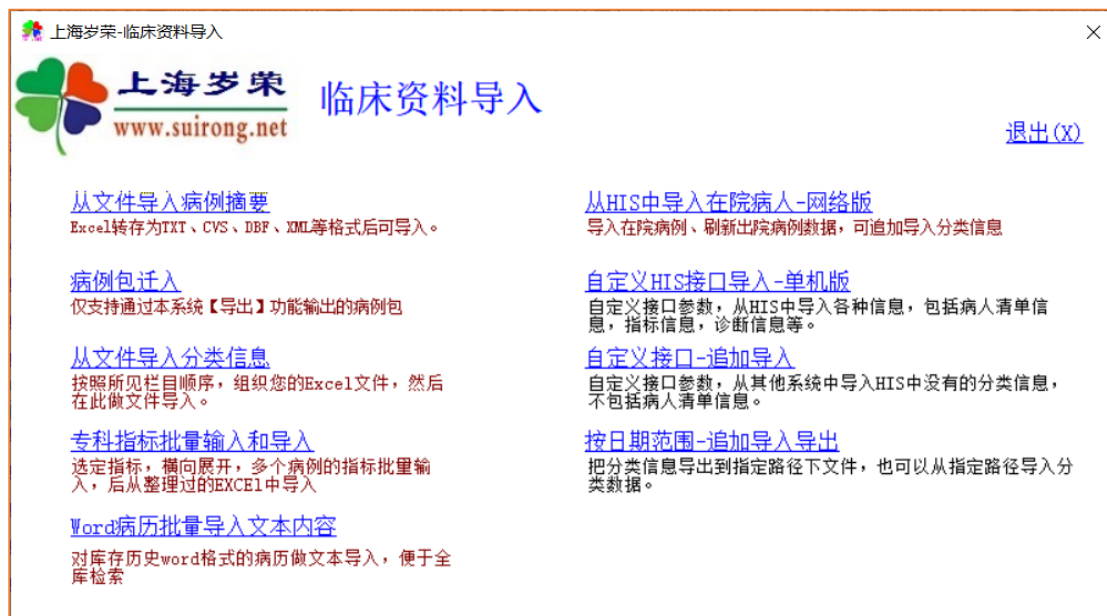 上海岁荣-临床资料导入
上海岁荣
www.suirong.net
临床资料导入
退出(X)
从文件导入病例摘要
Excel转存为TXT、CVS、DBF、XML等格式后可导入。
病例包迁入
仅支持通过本系统【导出】功能输出的病例包
从文件导入分类信息
按照所见栏目顺序，组织您的Excel文件，然后
在此做文件导入。
专科指标批量输入和导入
选定指标，横向展开，多个病例的指标批量输
入，后从整理过的EXCEl中导入
Word病历批量导入文本内容
对库存历史word格式的病历做文本导入，便于全
库检索
从HIS中导入在院病人-网络版
导入在院病例、刷新出院病例数据，可追加导入分类信息
自定义HIS接口导入-单机版
自定义接口参数，从HIS中导入各种信息，包括病人清单信
息，指标信息，诊断信息等。
自定义接口-追加导入
自定义接口参数，从其他系统中导入HIS中没有的分类信息，
不包括病人清单信息。
按日期范围-追加导入导出
把分类信息导出到指定路径下文件，也可以从指定路径导入分
类数据。